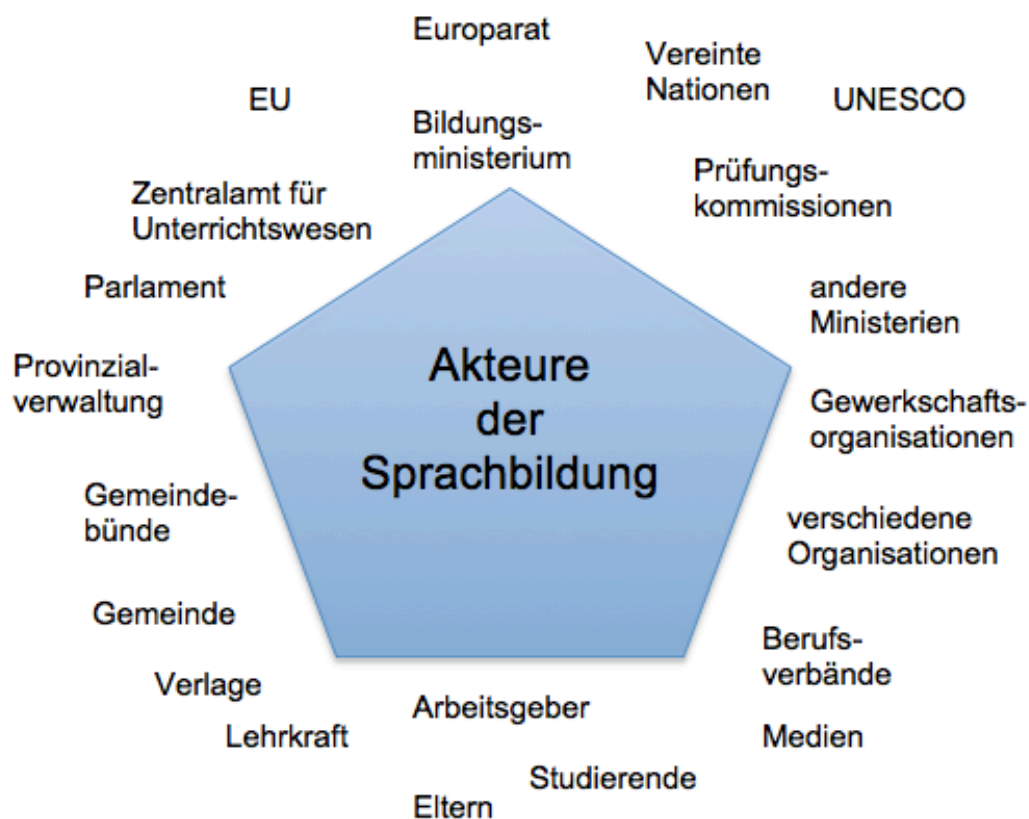 Europarat
Vereinte
Nationen
EU
UNESCO
Bildungs-
ministerium
Prüfungs-
kommissionen
Zentralamt für
Unterrichtswesen
Parlament
andere
Ministerien
Provinzial-
verwaltung
Akteure
der
Sprachbildung
Gewerkschafts-
organisationen
Gemeinde-
bünde
verschiedene
Organisationen
Gemeinde
Berufs-
verbände
Verlage
Arbeitsgeber
Lehrkraft
Medien
Studierende
Eltern